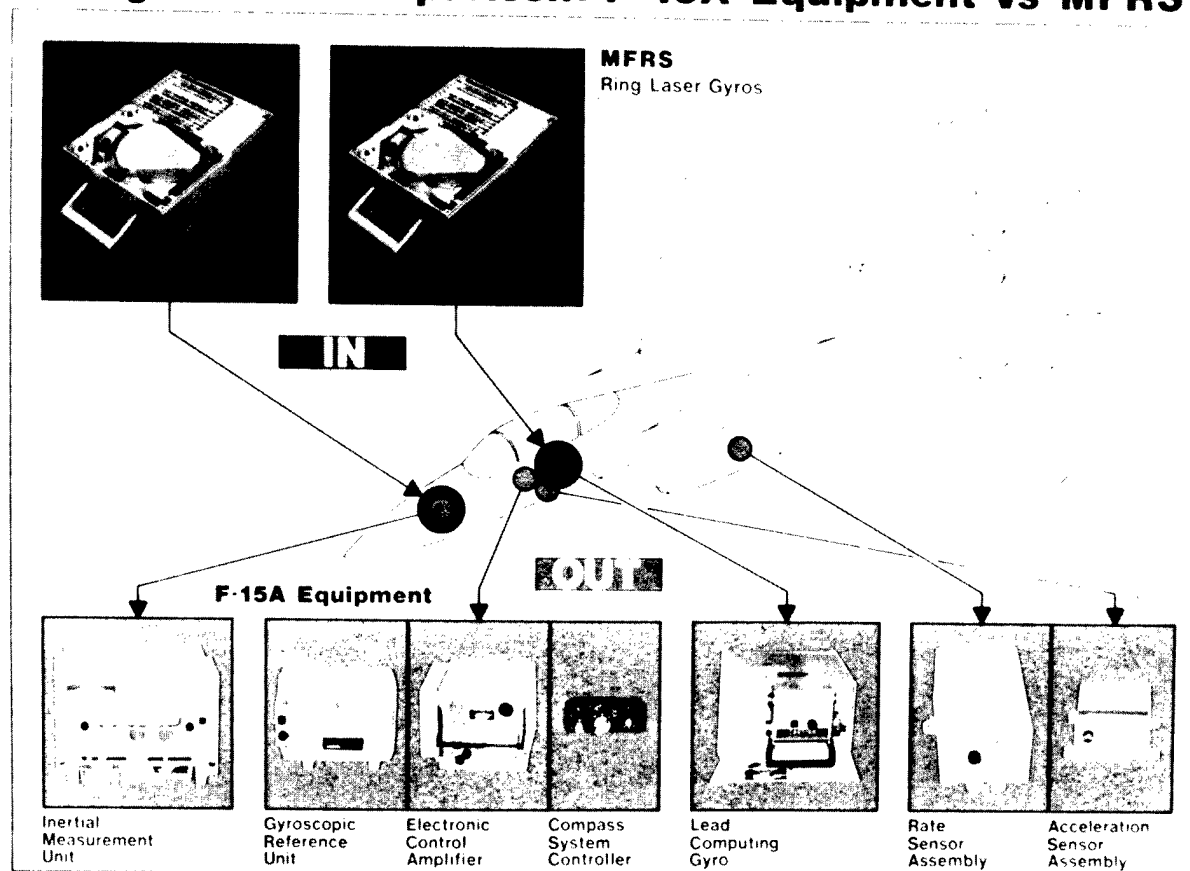 F-15A Equipment vs MFRS
MFRS
Ring Laser Gyros
IN
OUT
F-15A Equipment
Inertial
Measurement
Unit
Gyroscopic
Reference
Unit
Electronic
Control
Amplifier
Compass
System
Controller
Lead
Computing
Gyro
Rate
Sensor
Assembly
Acceleration
Sensor
Assembly